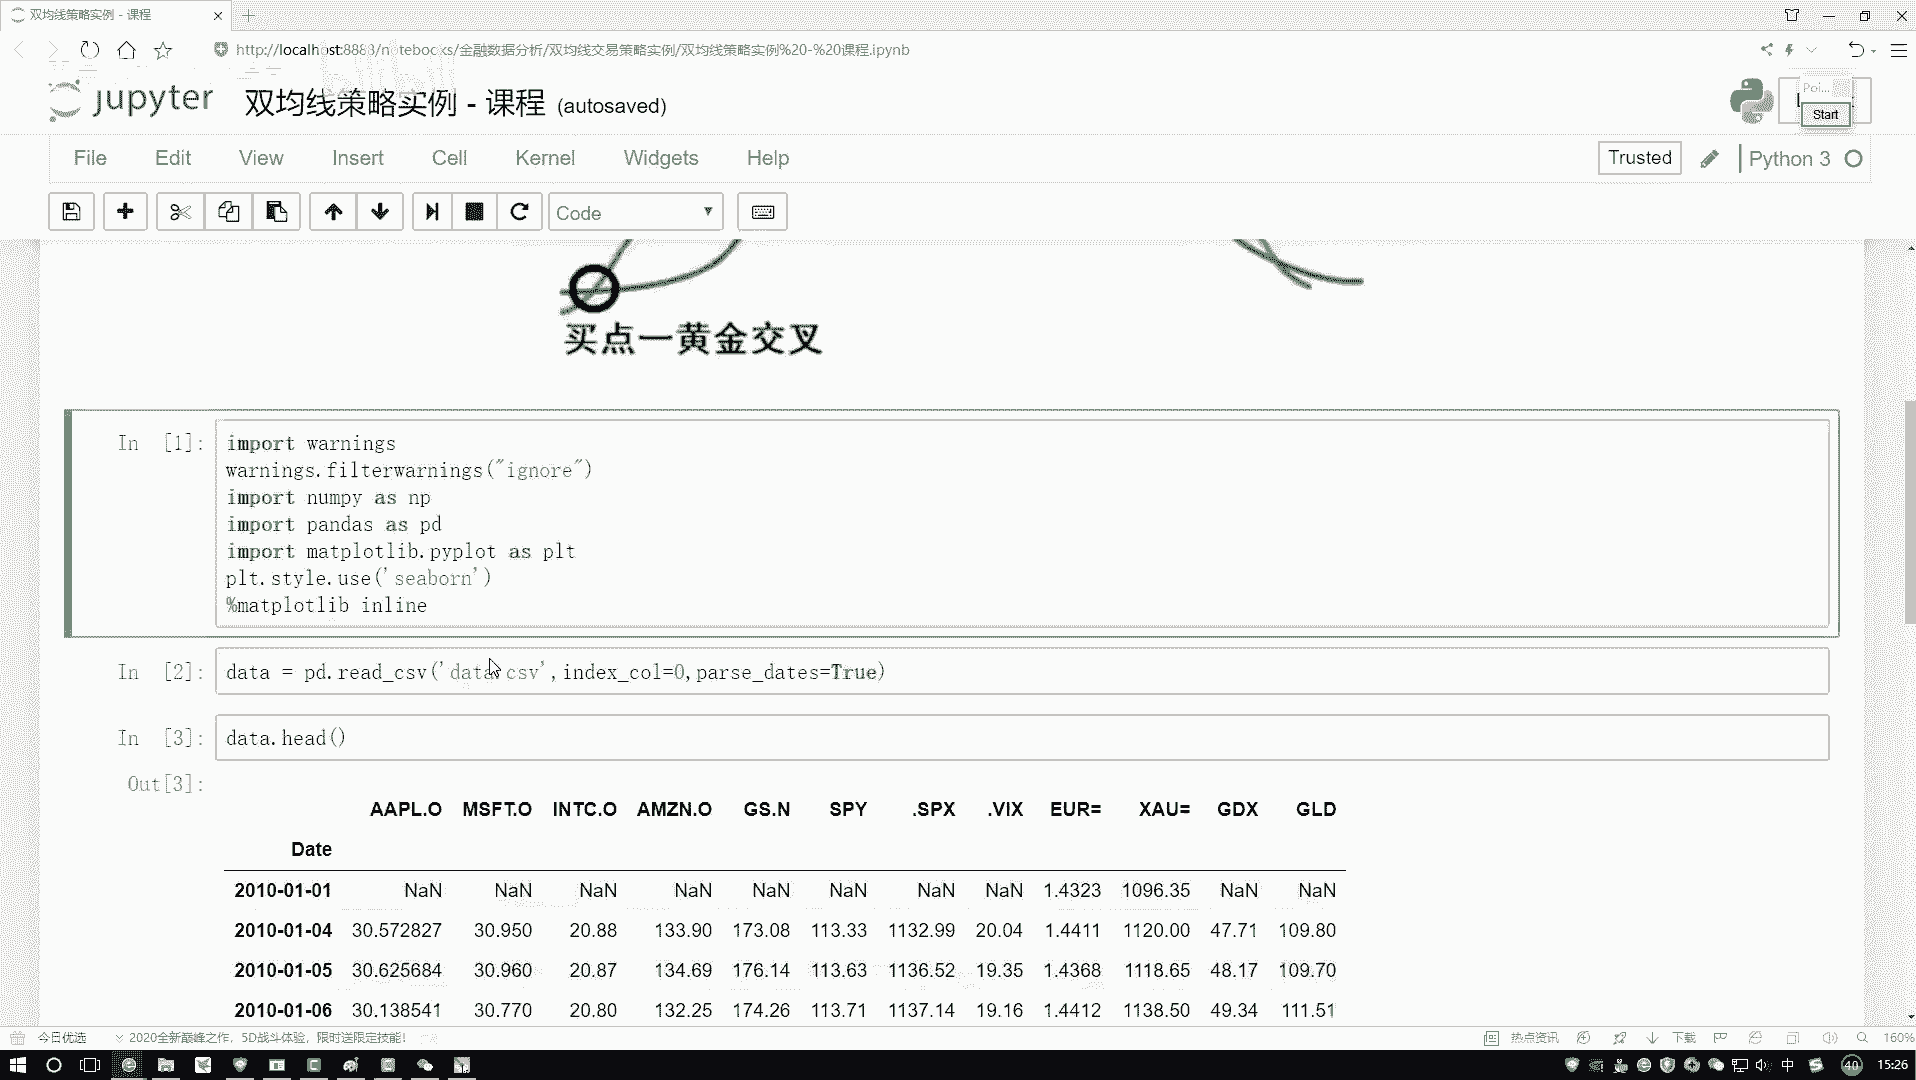 双均线策略实例 - 课程
http://localhost:8888/notebooks/金融数据分析/双均线交易策略实例/双均线策略实例%20-%20课程.ipynb
jupyter 双均线策略实例 - 课程 (autosaved)
Poi...
Start
File Edit View Insert Cell Kernel Widgets Help
Trusted
Python 3
Code
买点一黄金交叉
In [1]:
import warnings
warnings.filterwarnings("ignore")
import numpy as np
import pandas as pd
import matplotlib.pyplot as plt
plt.style.use('seaborn')
%matplotlib inline
In [2]: data = pd.read_csv('data.csv',index_col=0,parse_dates=True)
In [3]: data.head()
Out[3]:
AAPL.O MSFT.O INTC.O AMZN.O GS.N SPY .SPX .VIX EUR= XAU= GDX GLD
Date
2010-01-01 NaN NaN NaN NaN NaN NaN NaN NaN 1.4323 1096.35 NaN NaN
2010-01-04 30.572827 30.950 20.88 133.90 173.08 113.33 1132.99 20.04 1.4411 1120.00 47.71 109.80
2010-01-05 30.625684 30.960 20.87 134.69 176.14 113.63 1136.52 19.35 1.4368 1118.65 48.17 109.70
2010-01-06 30.138541 30.770 20.80 132.25 174.26 113.71 1137.14 19.16 1.4412 1138.50 49.34 111.51
今日优选 2020全新巅峰之作，5D战斗体验，限时送限定技能！
热点资讯 下载 160%
中 40 15:26